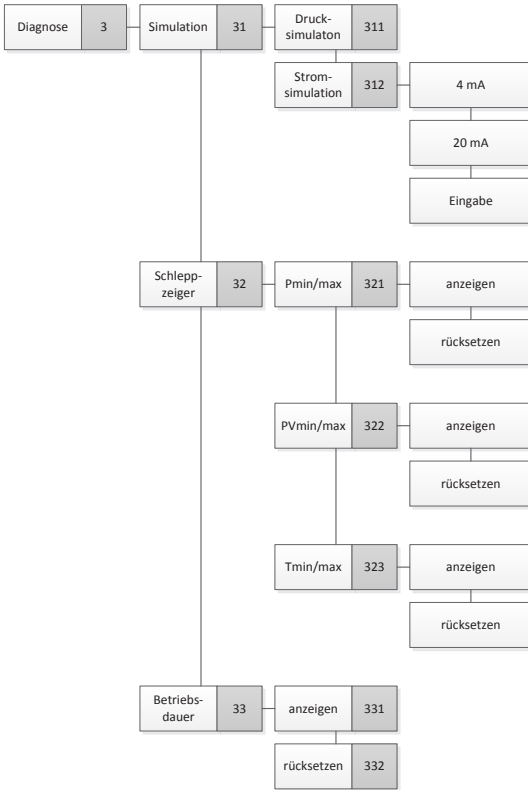 Diagnose 3 Simulation 31 Druck-
simulaton 311
Strom-
simulation 312 4 mA
20 mA
Eingabe
Schlepp-
zeiger 32 Pmin/max 321 anzeigen
rücksetzen
PVmin/max 322 anzeigen
rücksetzen
Tmin/max 323 anzeigen
rücksetzen
Betriebs-
dauer 33 anzeigen 331
rücksetzen 332